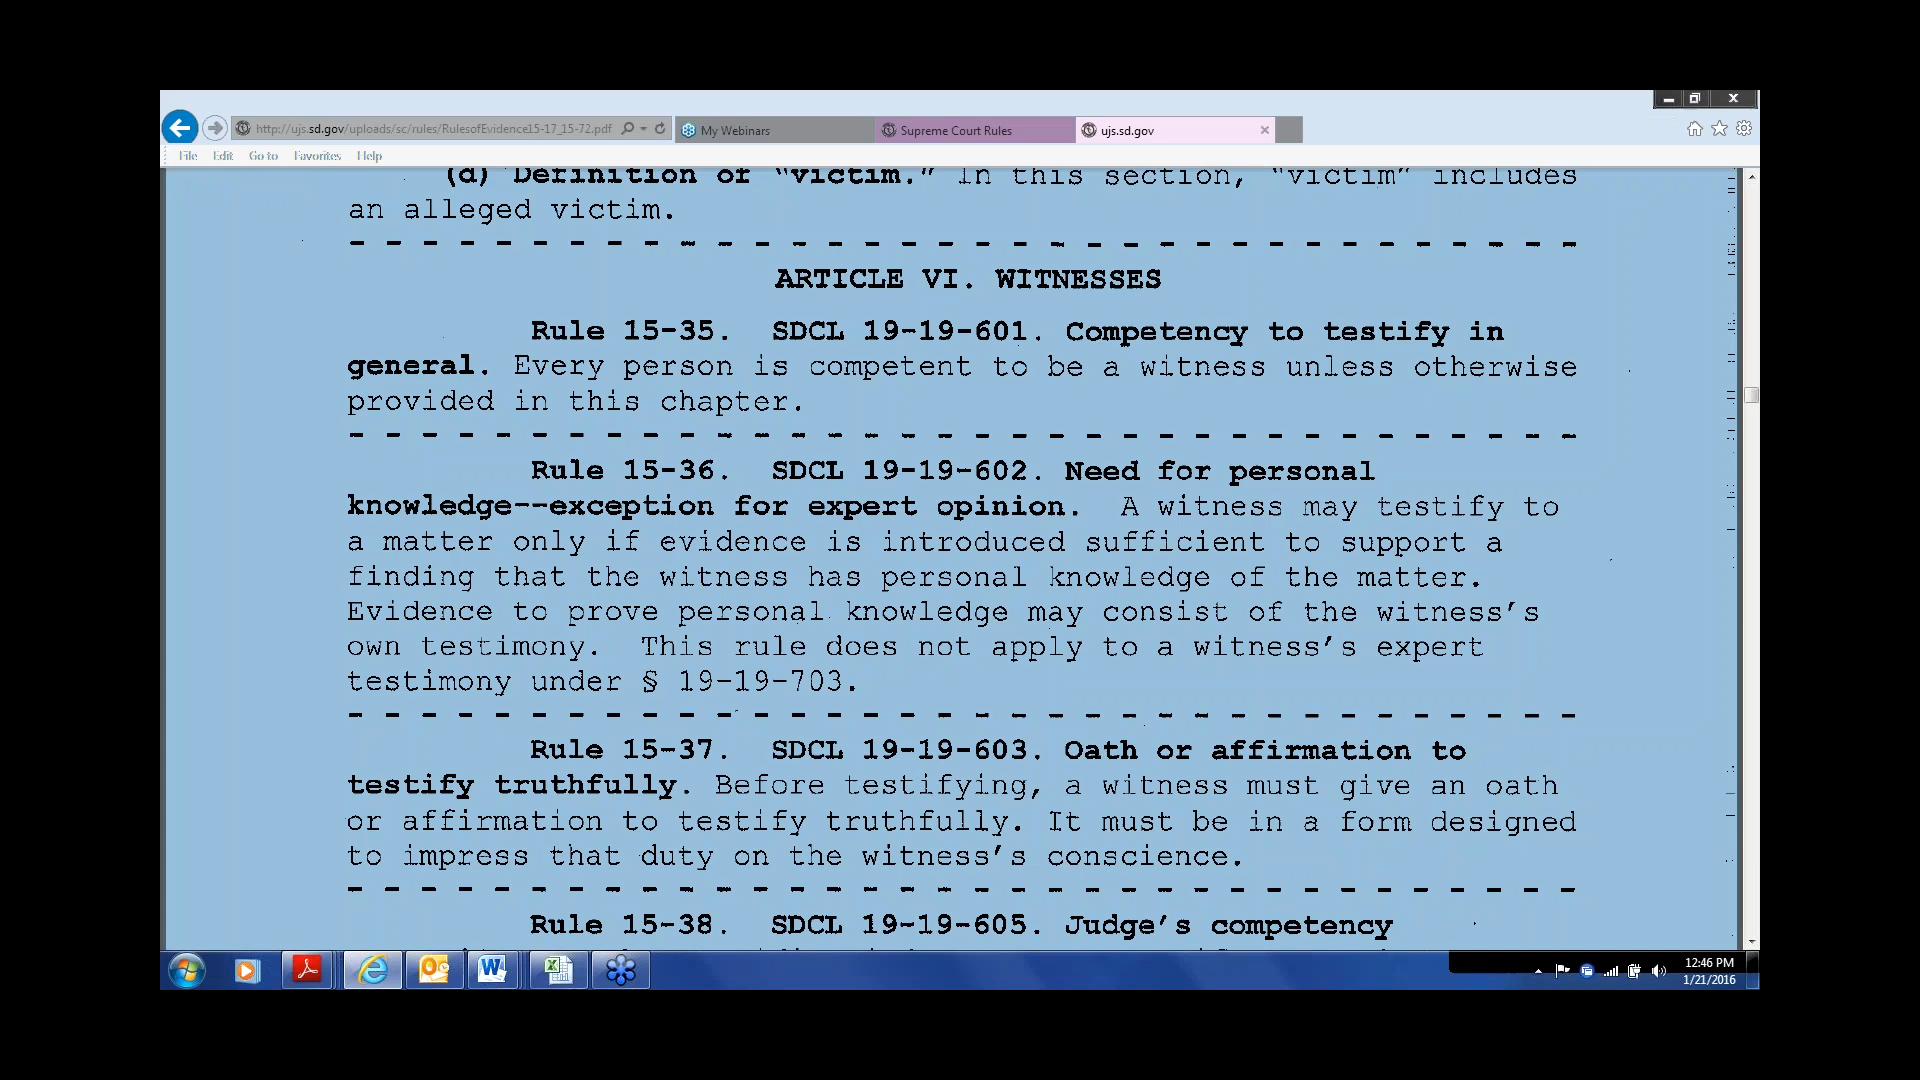 http://ujs.sd.gov/uploads/sc/rules/RulesofEvidence15-17_15-72.pdf
My Webinars
Supreme Court Rules
ujs.sd.gov
File Edit Go to Favorites Help
(d) Definition of "victim." In this section, "victim" includes
an alleged victim.
ARTICLE VI. WITNESSES
Rule 15-35. SDCL 19-19-601. Competency to testify in
general. Every person is competent to be a witness unless otherwise
provided in this chapter.
Rule 15-36. SDCL 19-19-602. Need for personal
knowledge--exception for expert opinion. A witness may testify to
a matter only if evidence is introduced sufficient to support a
finding that the witness has personal knowledge of the matter.
Evidence to prove personal knowledge may consist of the witness's
own testimony. This rule does not apply to a witness's expert
testimony under § 19-19-703.
Rule 15-37. SDCL 19-19-603. Oath or affirmation to
testify truthfully. Before testifying, a witness must give an oath
or affirmation to testify truthfully. It must be in a form designed
to impress that duty on the witness's conscience.
Rule 15-38. SDCL 19-19-605. Judge's competency
12:46 PM
1/21/2016